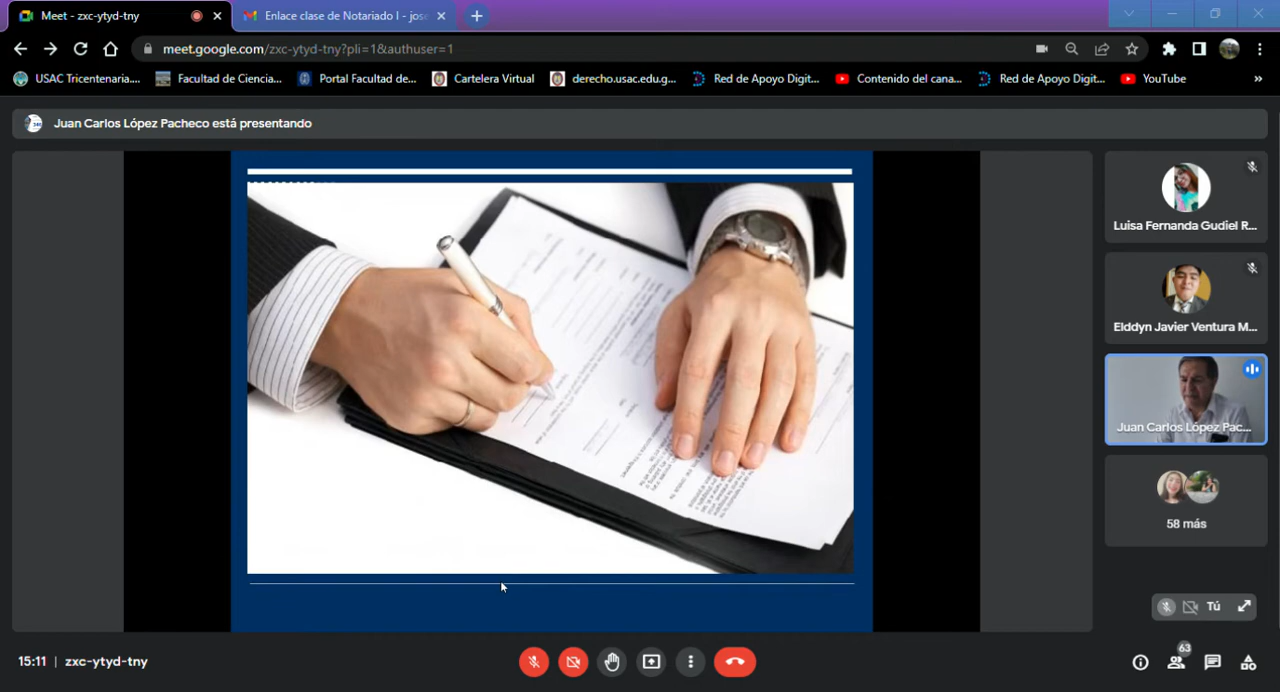 Meet - zxc-ytyd-tny
Enlace clase de Notariado I - jose
meet.google.com/zxc-ytyd-tny?pli=1&authuser=1
USAC Tricentenaria....
Facultad de Ciencia...
Portal Facultad de...
Cartelera Virtual
derecho.usac.edu.g...
Red de Apoyo Digit...
Contenido del cana...
Red de Apoyo Digit...
YouTube
»
Juan Carlos López Pacheco está presentando
Luisa Fernanda Gudiel R...
Elddyn Javier Ventura M...
Juan Carlos López Pac...
58 más
Tú
15:11 | zxc-ytyd-tny
63